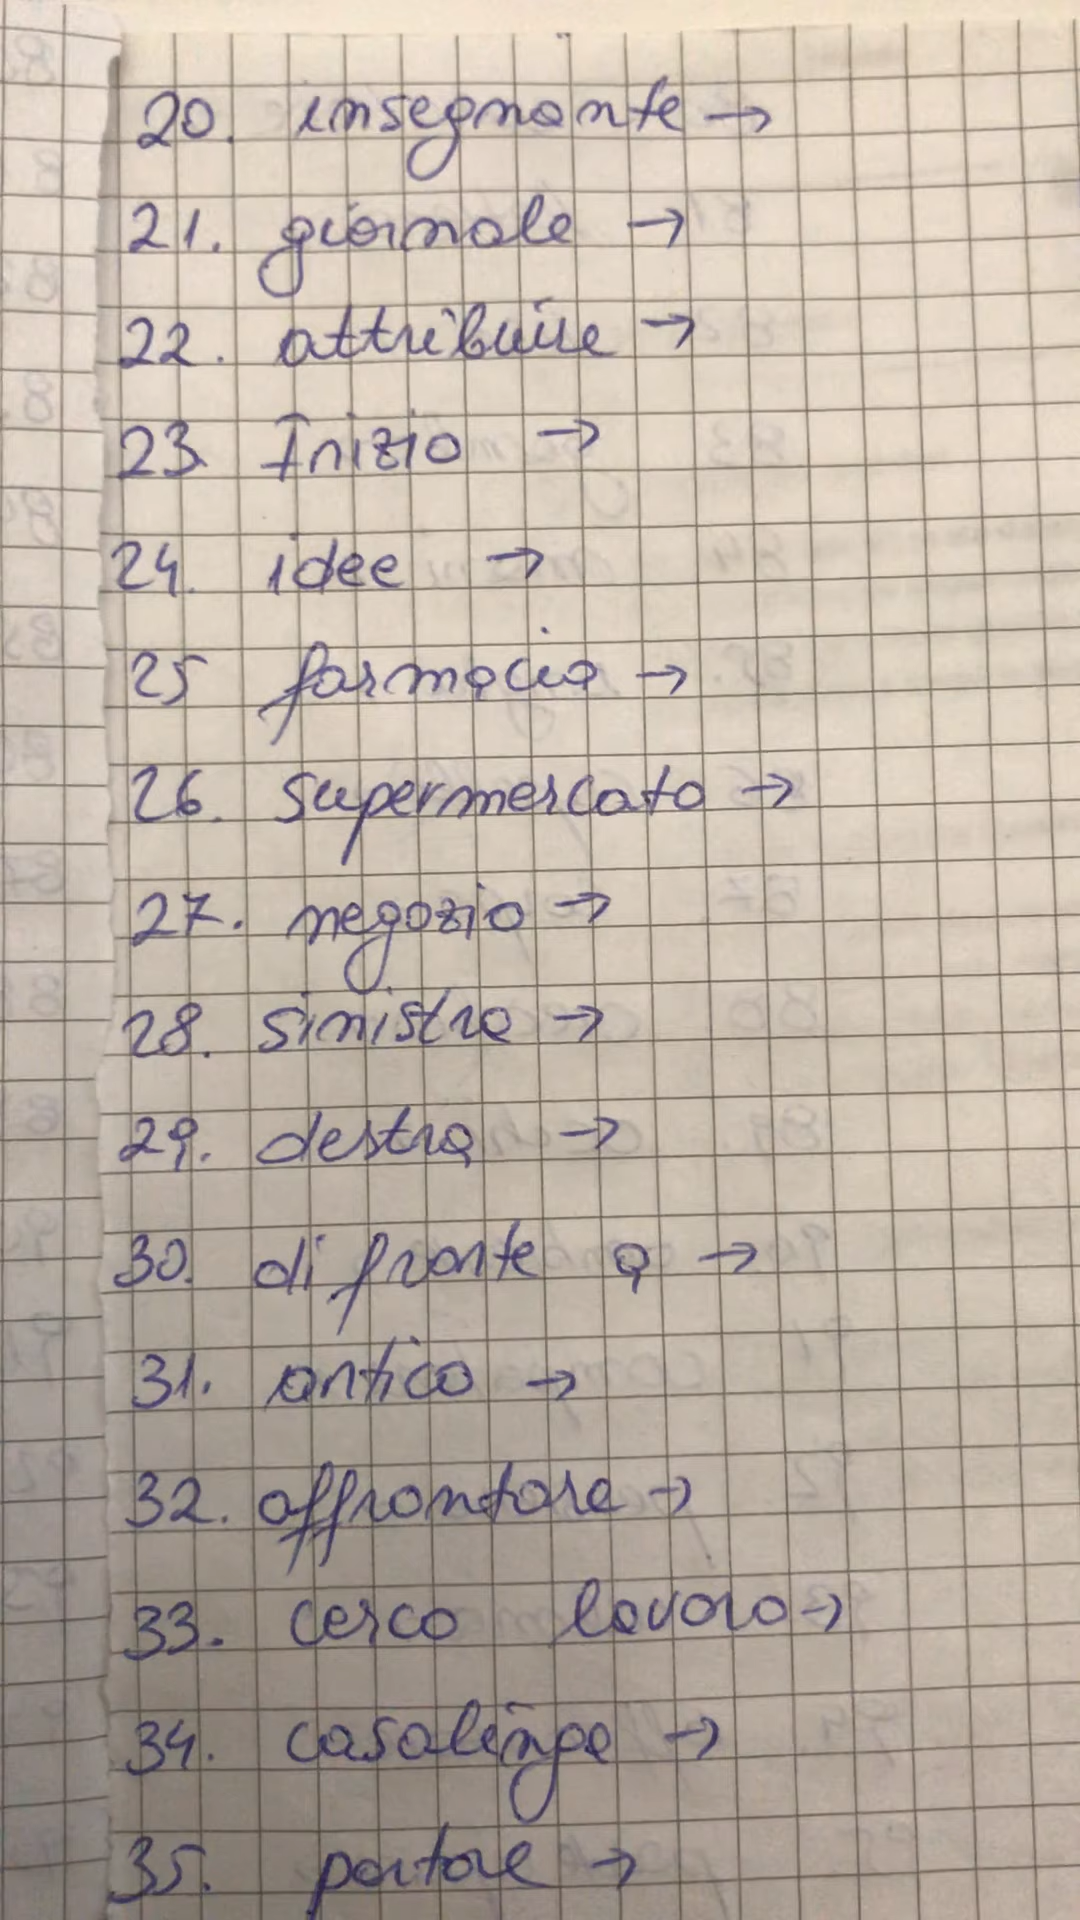 20. insegnante →
21. giornale →
22. attribuire →
23. Inizio →
24. idee →
25 farmacia →
26. supermercato →
27. negozio →
28. sinistra →
29. destra →
30. di fronte a →
31. antico →
32. affrontare →
33. cerco lavoro →
34. casalinga →
35. portare →